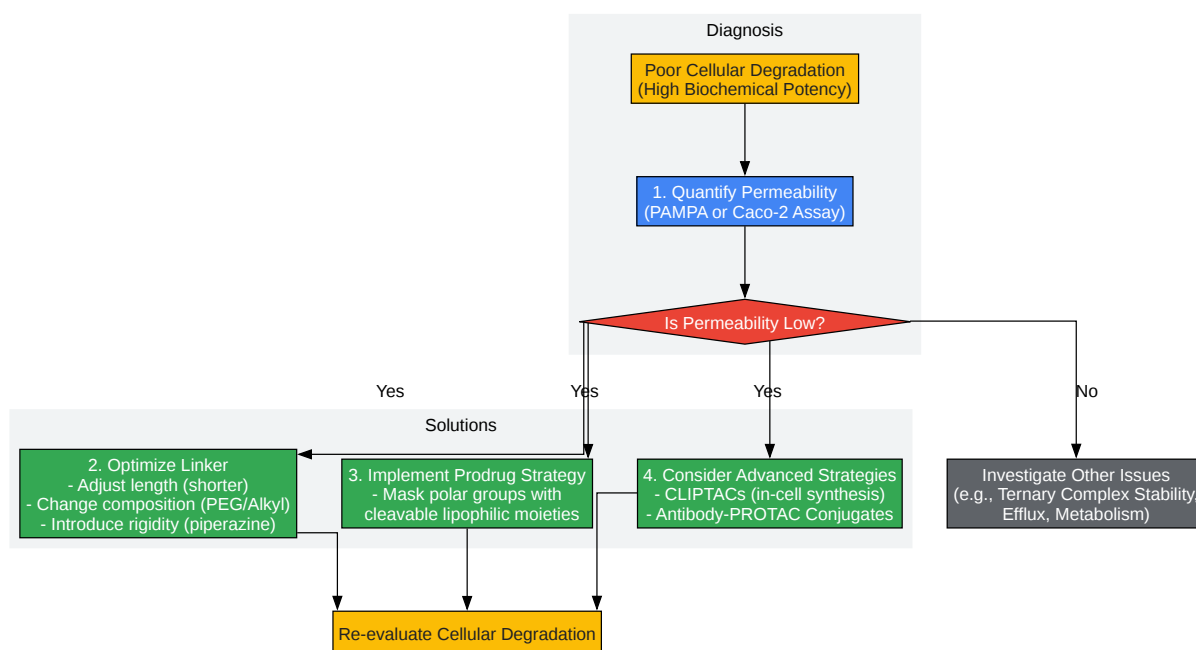 Diagnosis
Poor Cellular Degradation
(High Biochemical Potency)
1. Quantify Permeability
(PAMPA or Caco-2 Assay)
Is Permeability Low?
Yes
Yes
Yes
No
Solutions
2. Optimize Linker
- Adjust length (shorter)
- Change composition (PEG/Alkyl)
- Introduce rigidity (piperazine)
3. Implement Prodrug Strategy
- Mask polar groups with
cleavable lipophilic moieties
4. Consider Advanced Strategies
- CLIPTACs (in-cell synthesis)
- Antibody-PROTAC Conjugates
Investigate Other Issues
(e.g., Ternary Complex Stability,
Efflux, Metabolism)
Re-evaluate Cellular Degradation